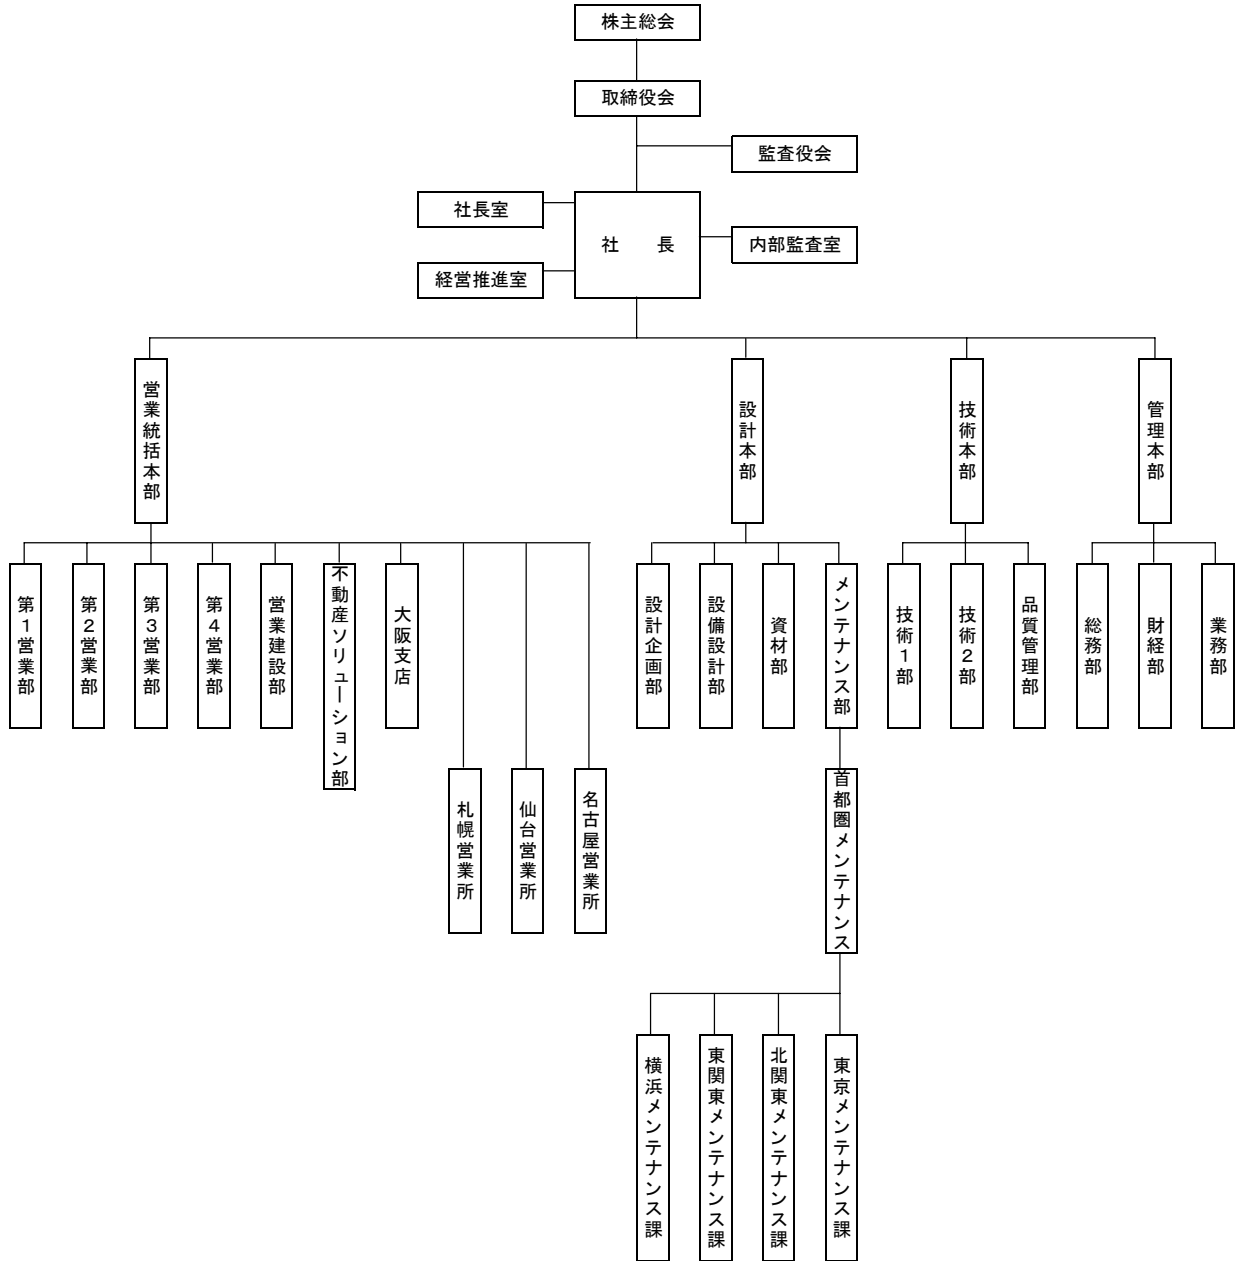 株主総会
取締役会
監査役会
社長室
社　長
内部監査室
経営推進室
営業統括本部
設計本部
技術本部
管理本部
第１営業部
第２営業部
第３営業部
第４営業部
営業建設部
不動産ソリューション部
大阪支店
設計企画部
設備設計部
資材部
メンテナンス部
技術１部
技術２部
品質管理部
総務部
財経部
業務部
札幌営業所
仙台営業所
名古屋営業所
首都圏メンテナンス
横浜メンテナンス課
東関東メンテナンス課
北関東メンテナンス課
東京メンテナンス課